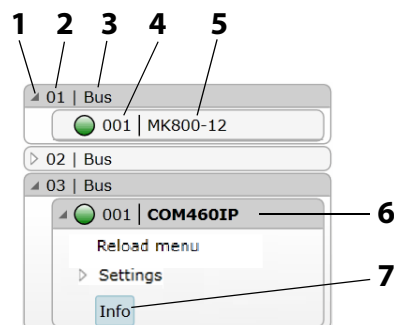 1 2 3 4 5
01 | Bus
001 | MK800-12
02 | Bus
03 | Bus
001 | COM460IP 6
Reload menu
Settings
7
Info